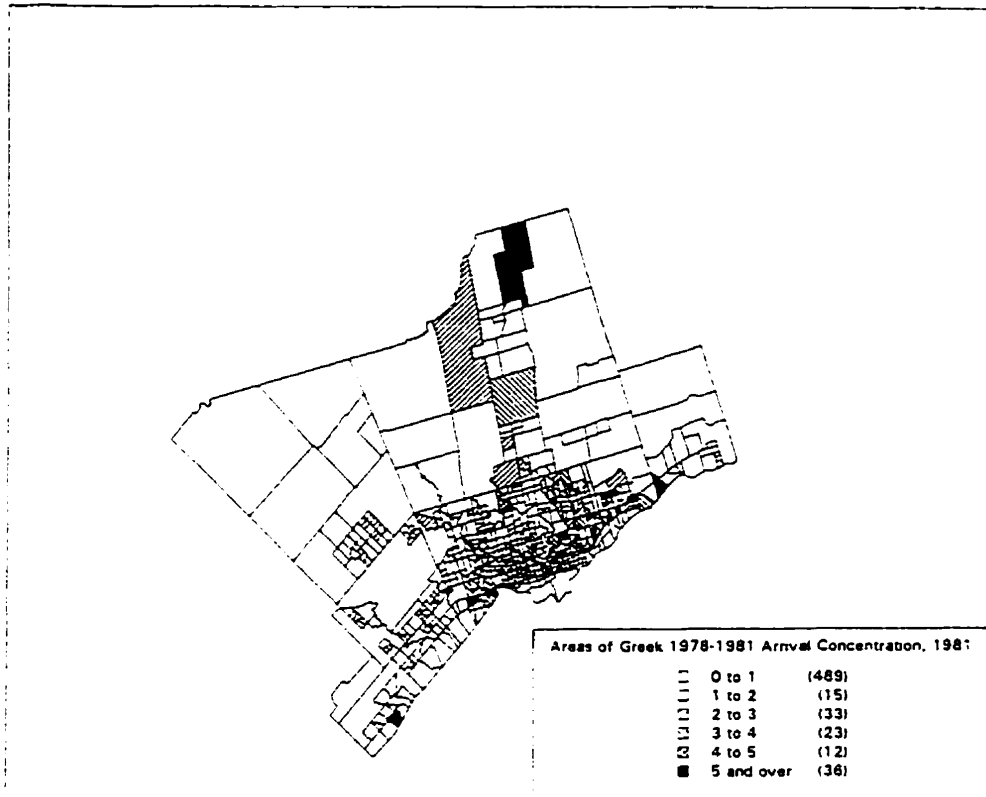 Areas of Greek 1978-1981 Arrival Concentration, 1981
0 to 1 (489)
1 to 2 (15)
2 to 3 (33)
3 to 4 (23)
4 to 5 (12)
5 and over (36)